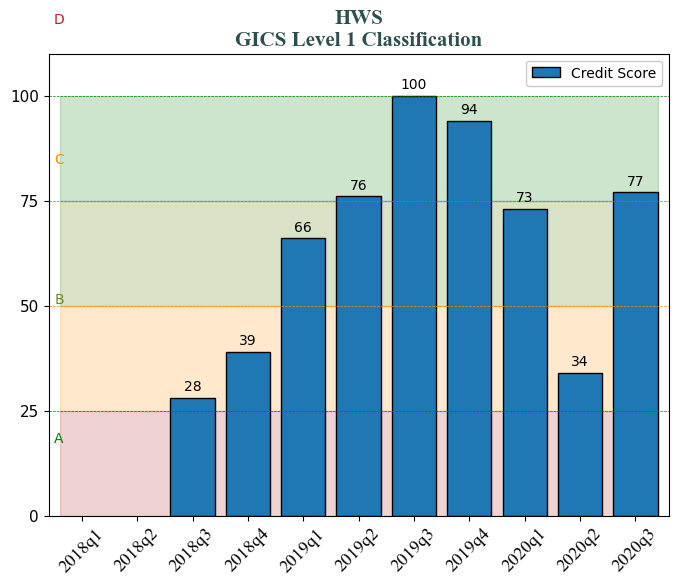 D
HWS
GICS Level 1 Classification
Credit Score
100
75
50
25
0
C
B
A
28
39
66
76
100
94
73
34
77
2018q1
2018q2
2018q3
2018q4
2019q1
2019q2
2019q3
2019q4
2020q1
2020q2
2020q3